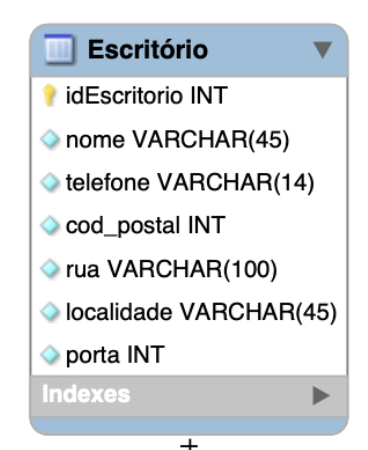 Escritório
idEscritorio INT
nome VARCHAR(45)
telefone VARCHAR(14)
cod_postal INT
rua VARCHAR(100)
localidade VARCHAR(45)
porta INT
Indexes